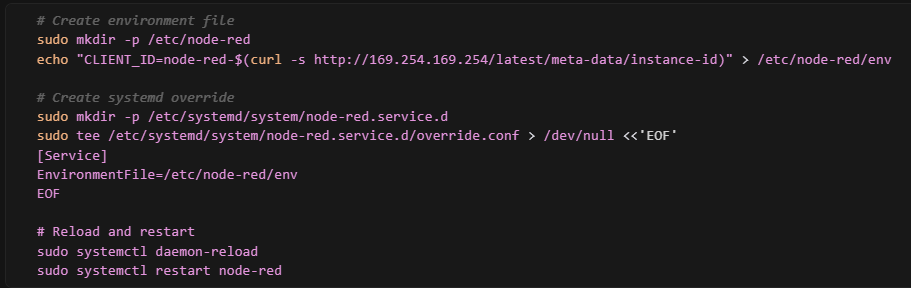 # Create environment file
sudo mkdir -p /etc/node-red
echo "CLIENT_ID=node-red-$(curl -s http://169.254.169.254/latest/meta-data/instance-id)" > /etc/node-red/env
# Create systemd override
sudo mkdir -p /etc/systemd/system/node-red.service.d
sudo tee /etc/systemd/system/node-red.service.d/override.conf > /dev/null <<'EOF'
[Service]
EnvironmentFile=/etc/node-red/env
EOF
# Reload and restart
sudo systemctl daemon-reload
sudo systemctl restart node-red